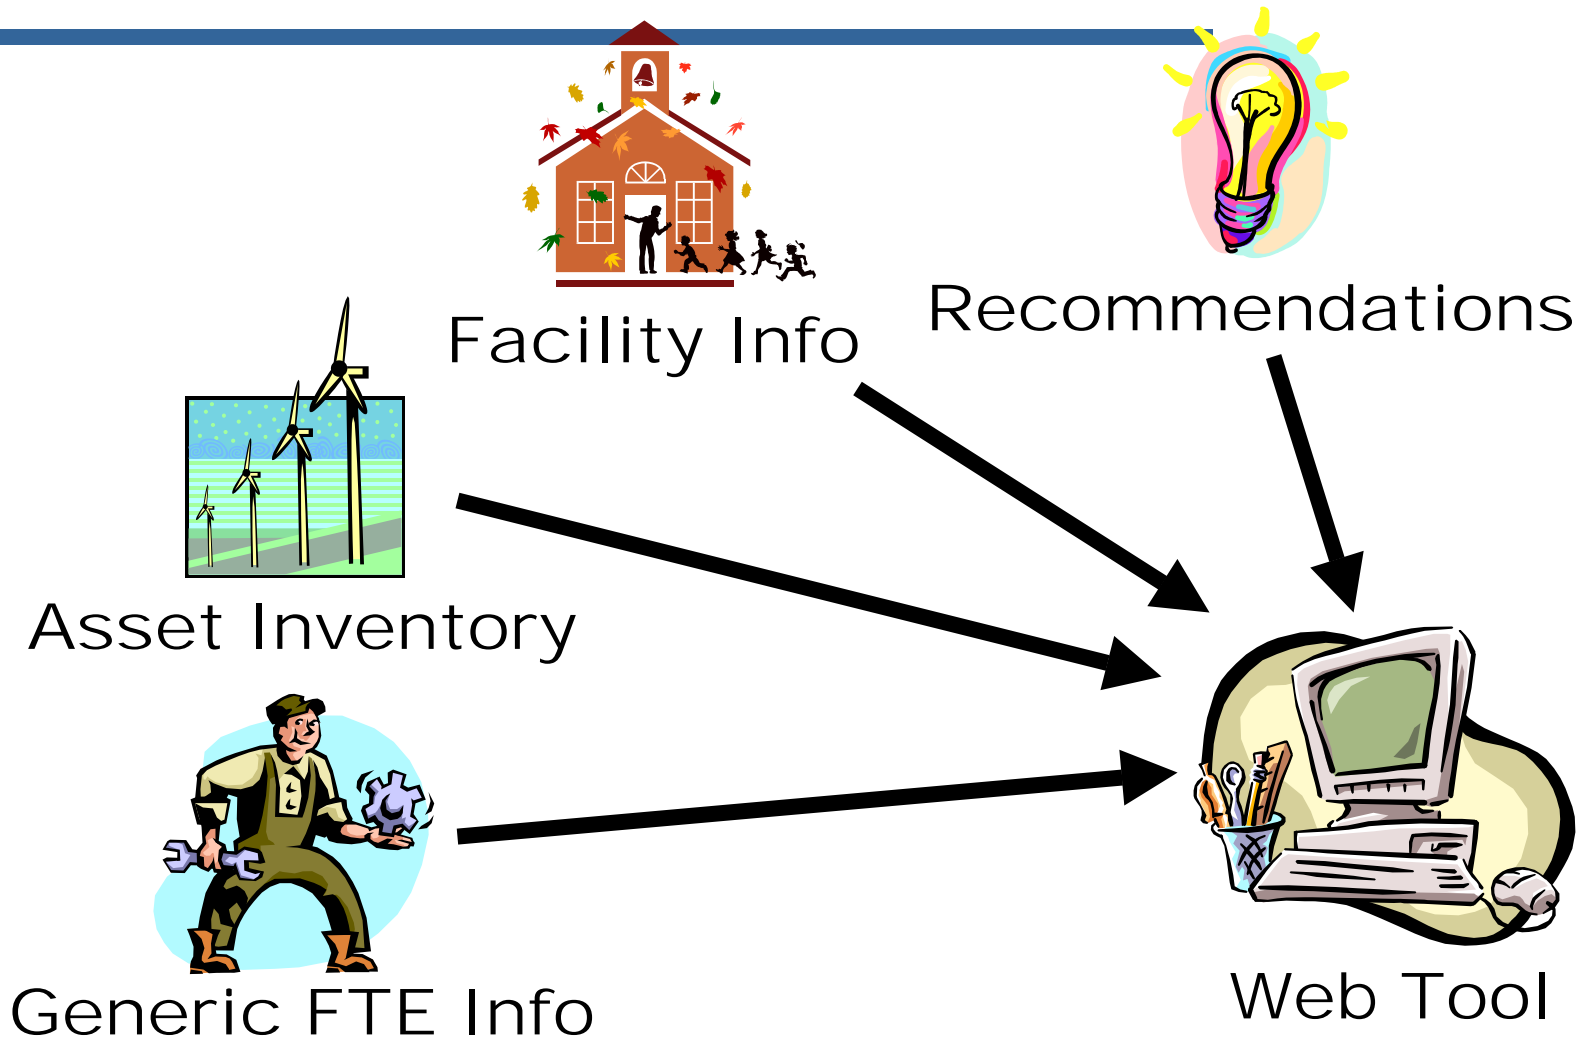 Recommendations
Facility Info
Asset Inventory
Generic FTE Info
Web Tool